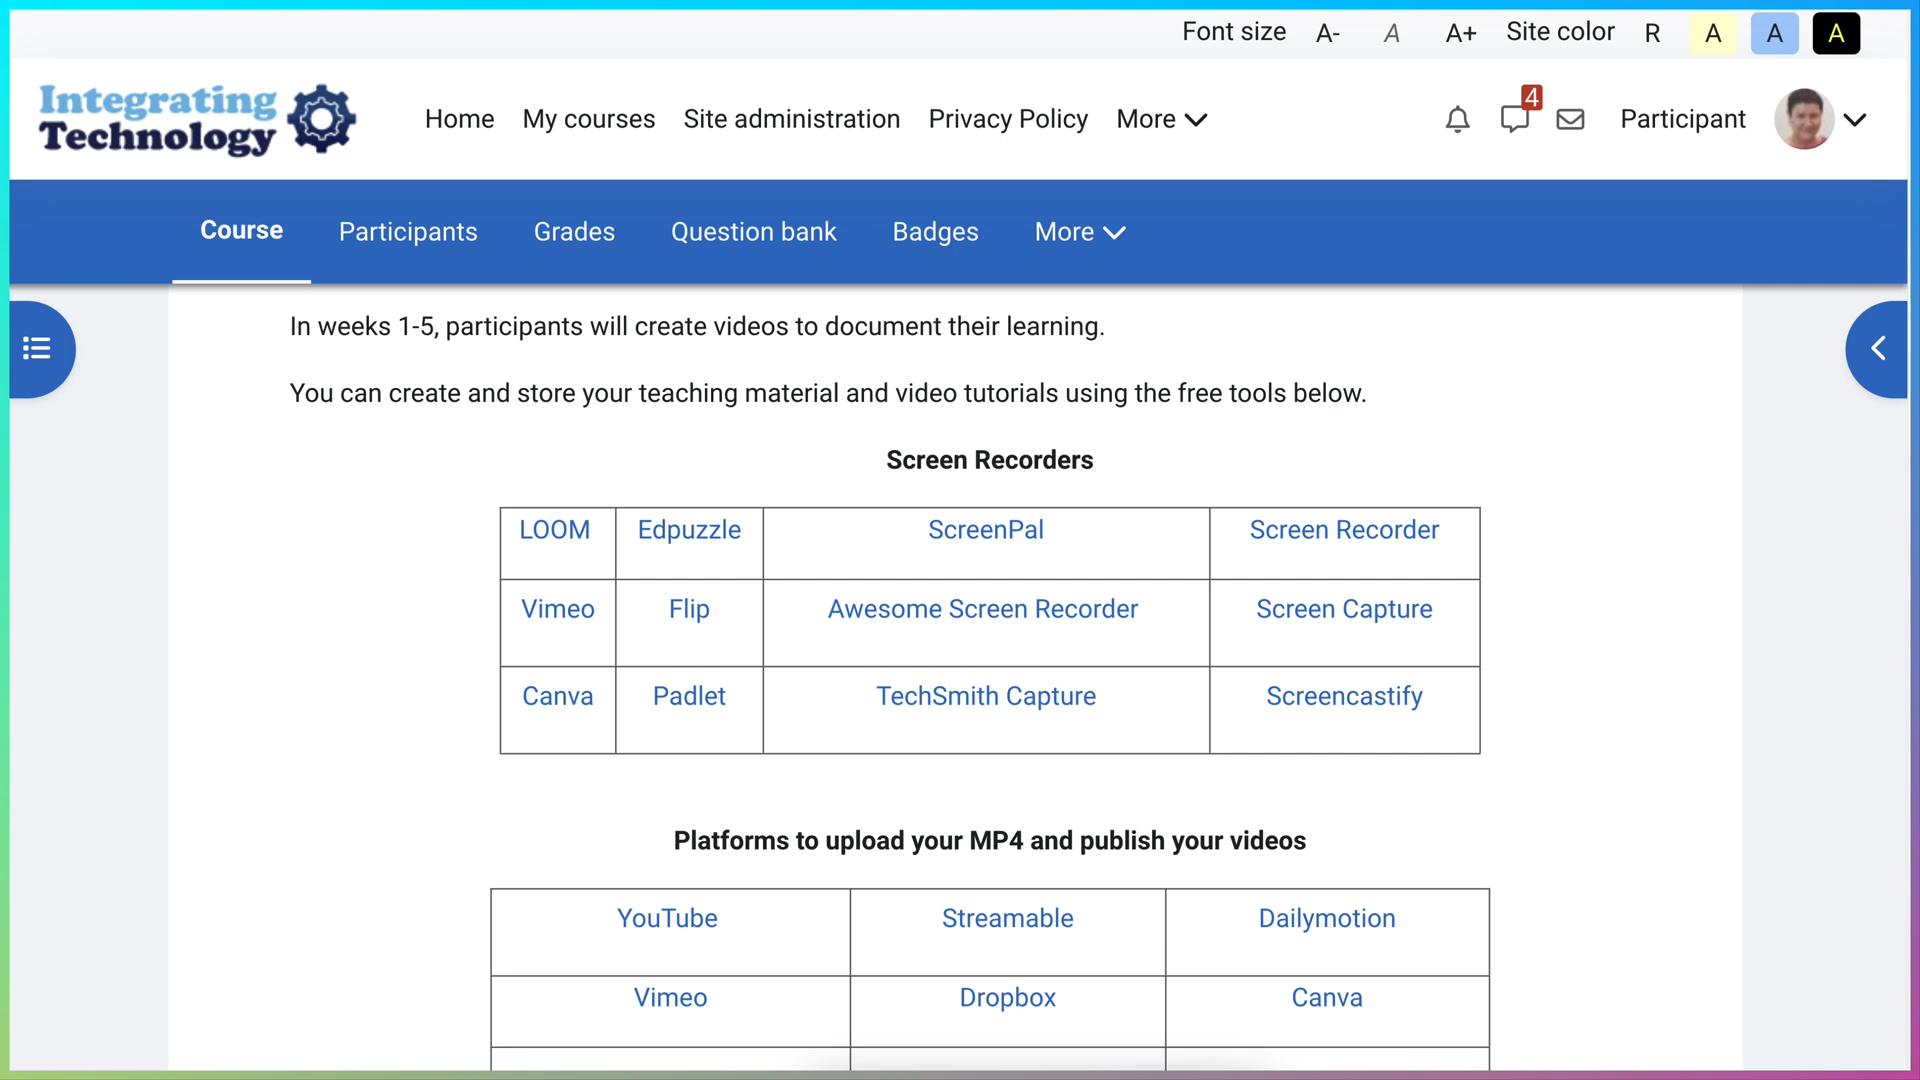 Font size A- A A+ Site color R A A A
Integrating
Technology
Home My courses Site administration Privacy Policy More 4 Participant
Course Participants Grades Question bank Badges More
In weeks 1-5, participants will create videos to document their learning.
You can create and store your teaching material and video tutorials using the free tools below.
Screen Recorders
LOOM Edpuzzle ScreenPal Screen Recorder
Vimeo Flip Awesome Screen Recorder Screen Capture
Canva Padlet TechSmith Capture Screencastify
Platforms to upload your MP4 and publish your videos
YouTube Streamable Dailymotion
Vimeo Dropbox Canva